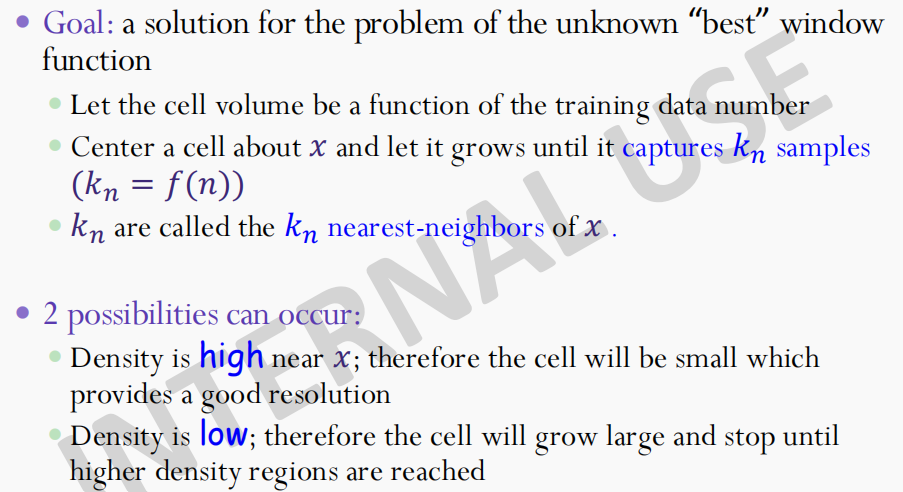 Goal: a solution for the problem of the unknown “best” window
function
Let the cell volume be a function of the training data number
Center a cell about x and let it grows until it captures kₙ samples
(kₙ = f(n))
kₙ are called the kₙ nearest-neighbors of x .
2 possibilities can occur:
Density is high near x; therefore the cell will be small which
provides a good resolution
Density is low; therefore the cell will grow large and stop until
higher density regions are reached
INTERNAL USE